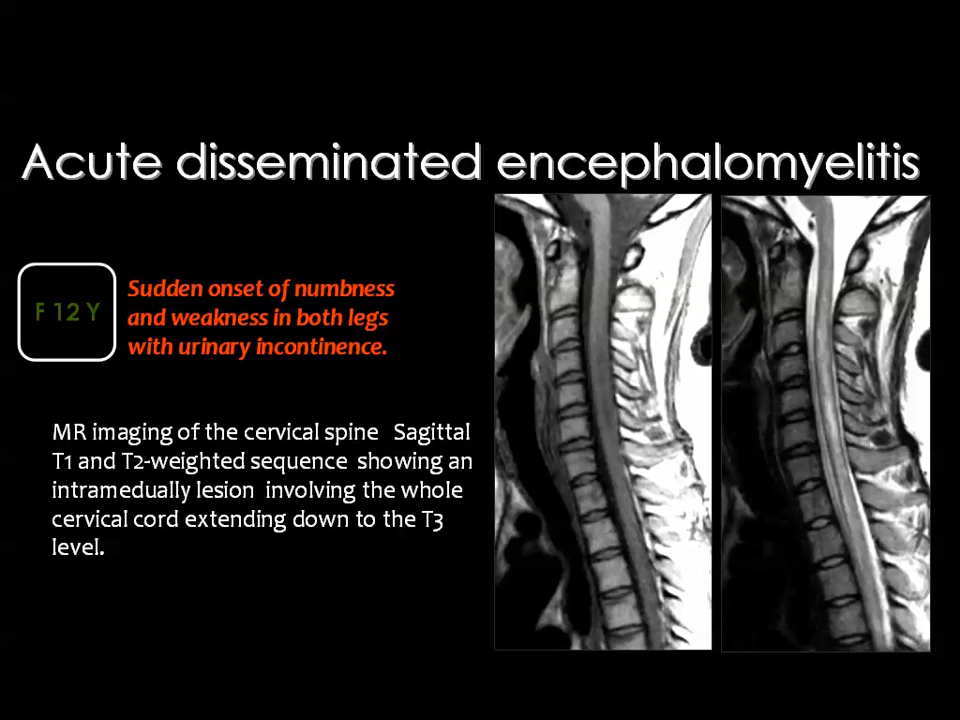 Acute disseminated encephalomyelitis
F 12 Y
Sudden onset of numbness
and weakness in both legs
with urinary incontinence.
MR imaging of the cervical spine Sagittal
T1 and T2-weighted sequence showing an
intramedually lesion involving the whole
cervical cord extending down to the T3
level.